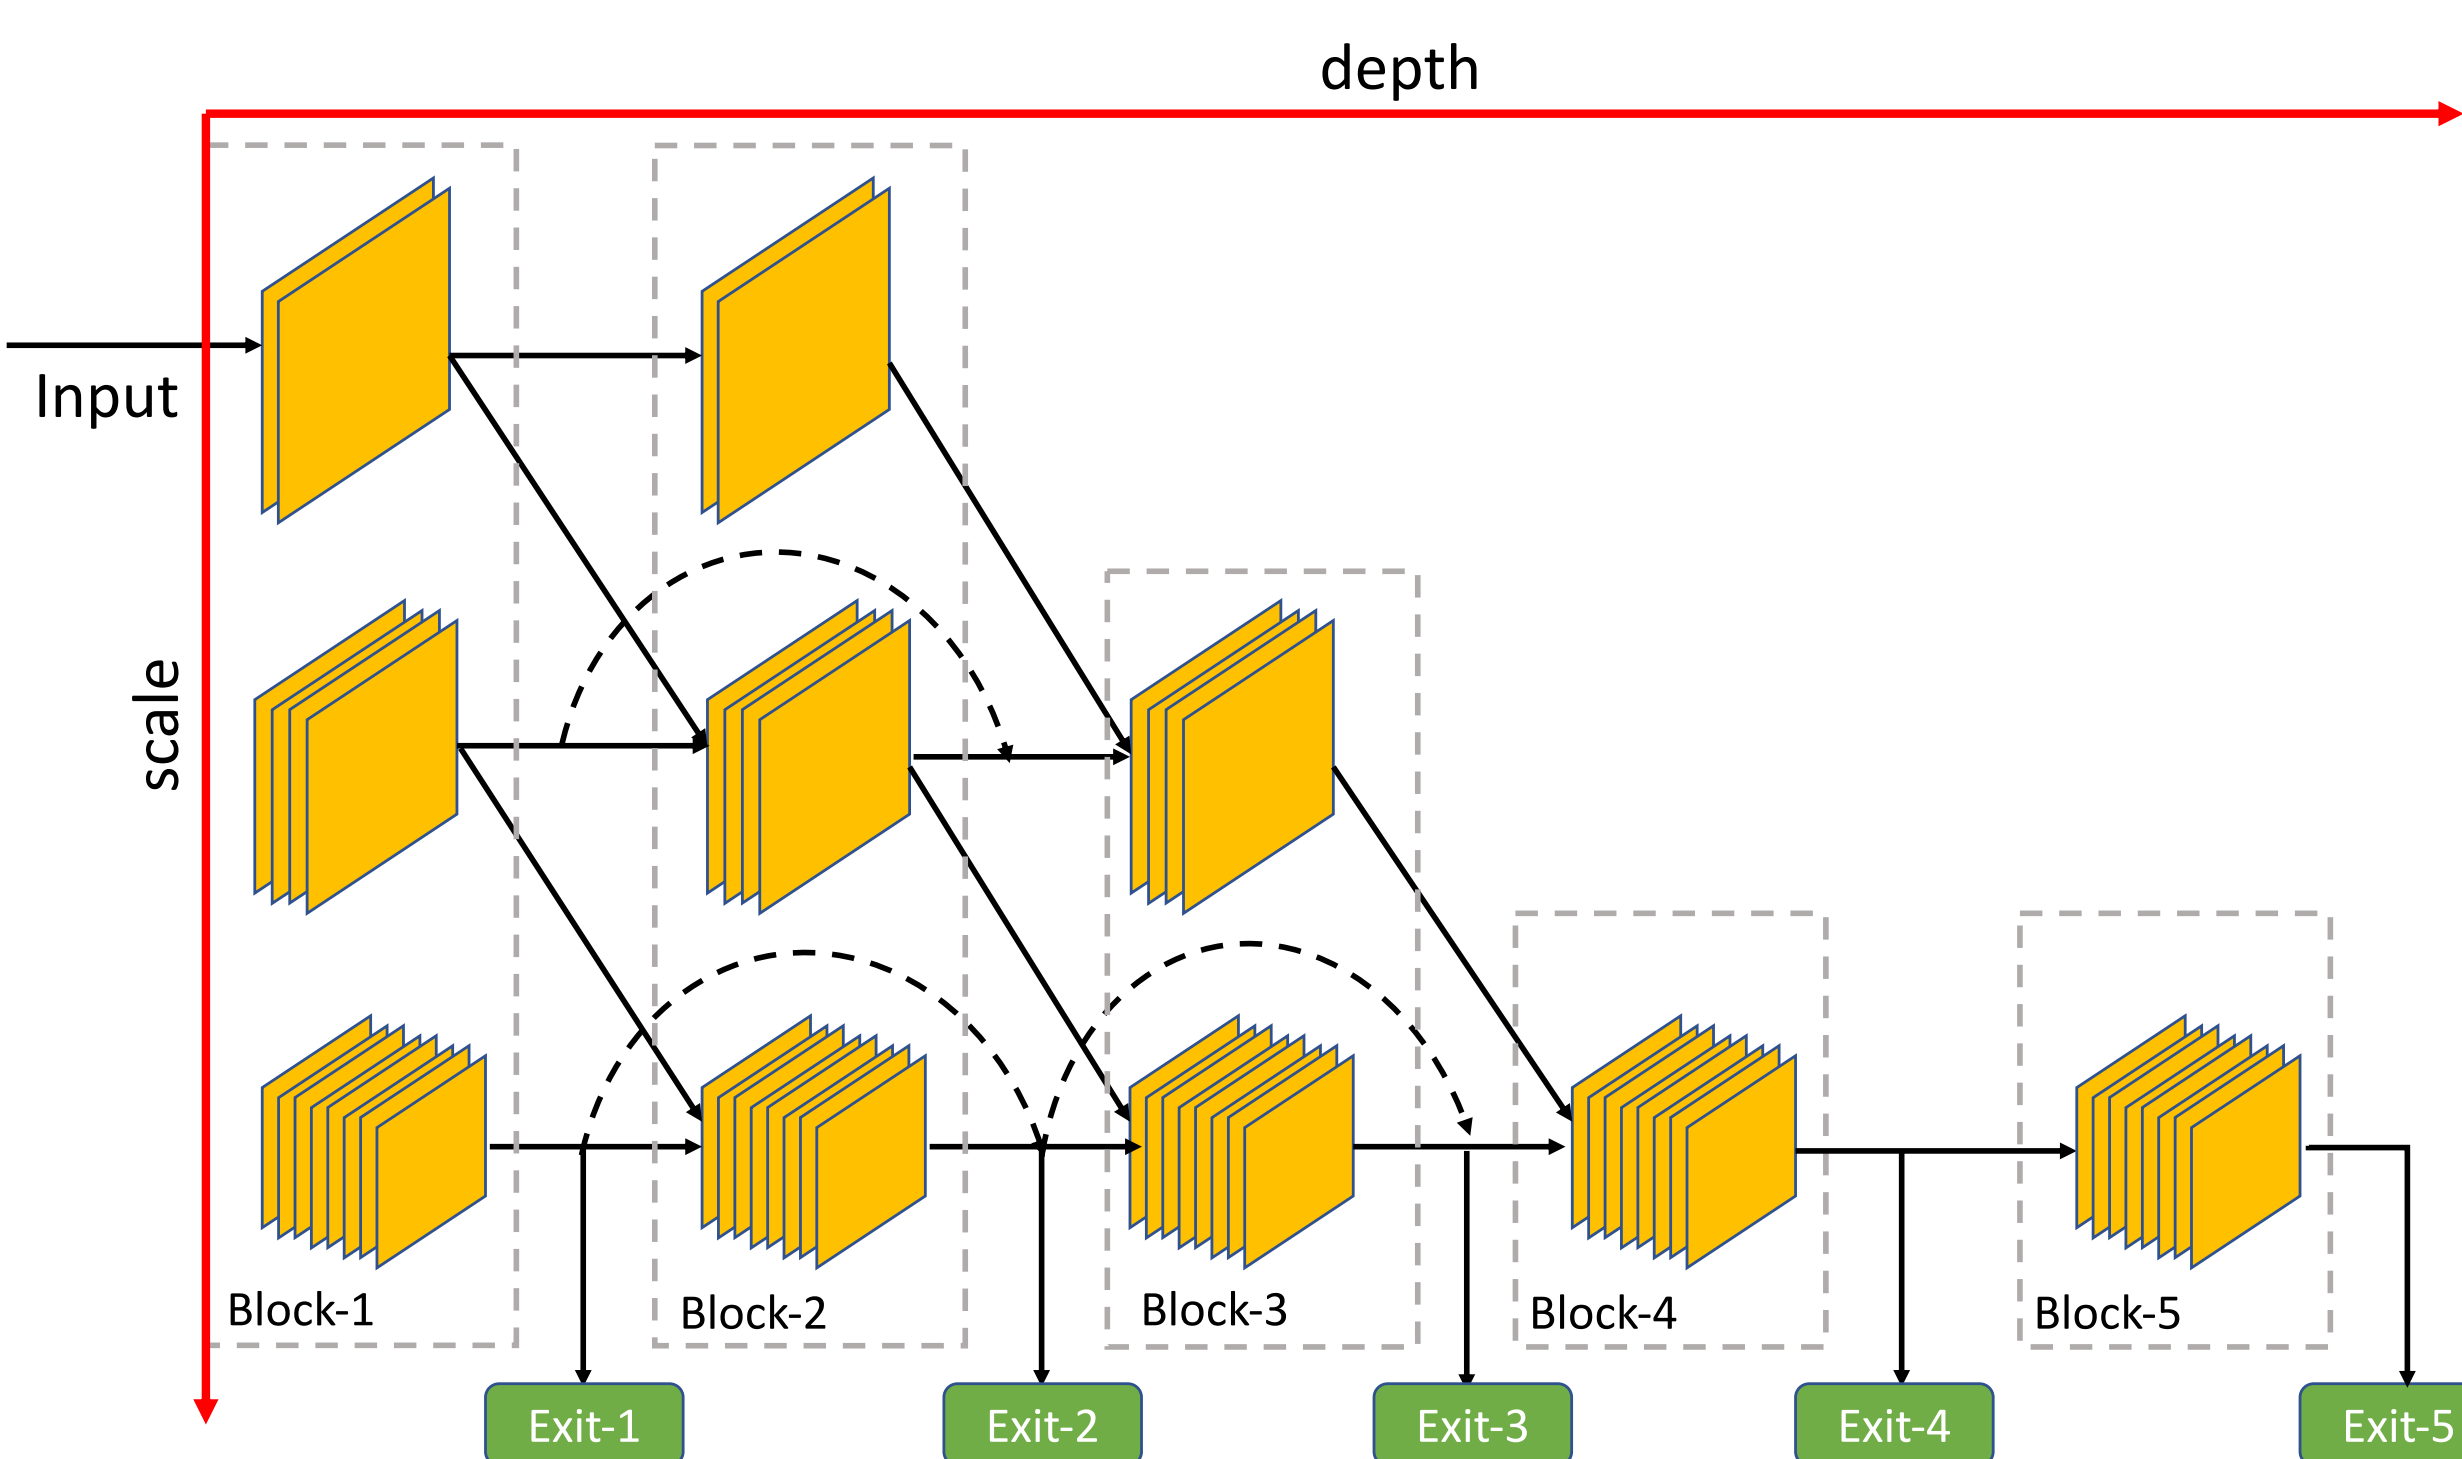 depth
Input
scale
Block-1
Block-2
Block-3
Block-4
Block-5
Exit-1
Exit-2
Exit-3
Exit-4
Exit-5